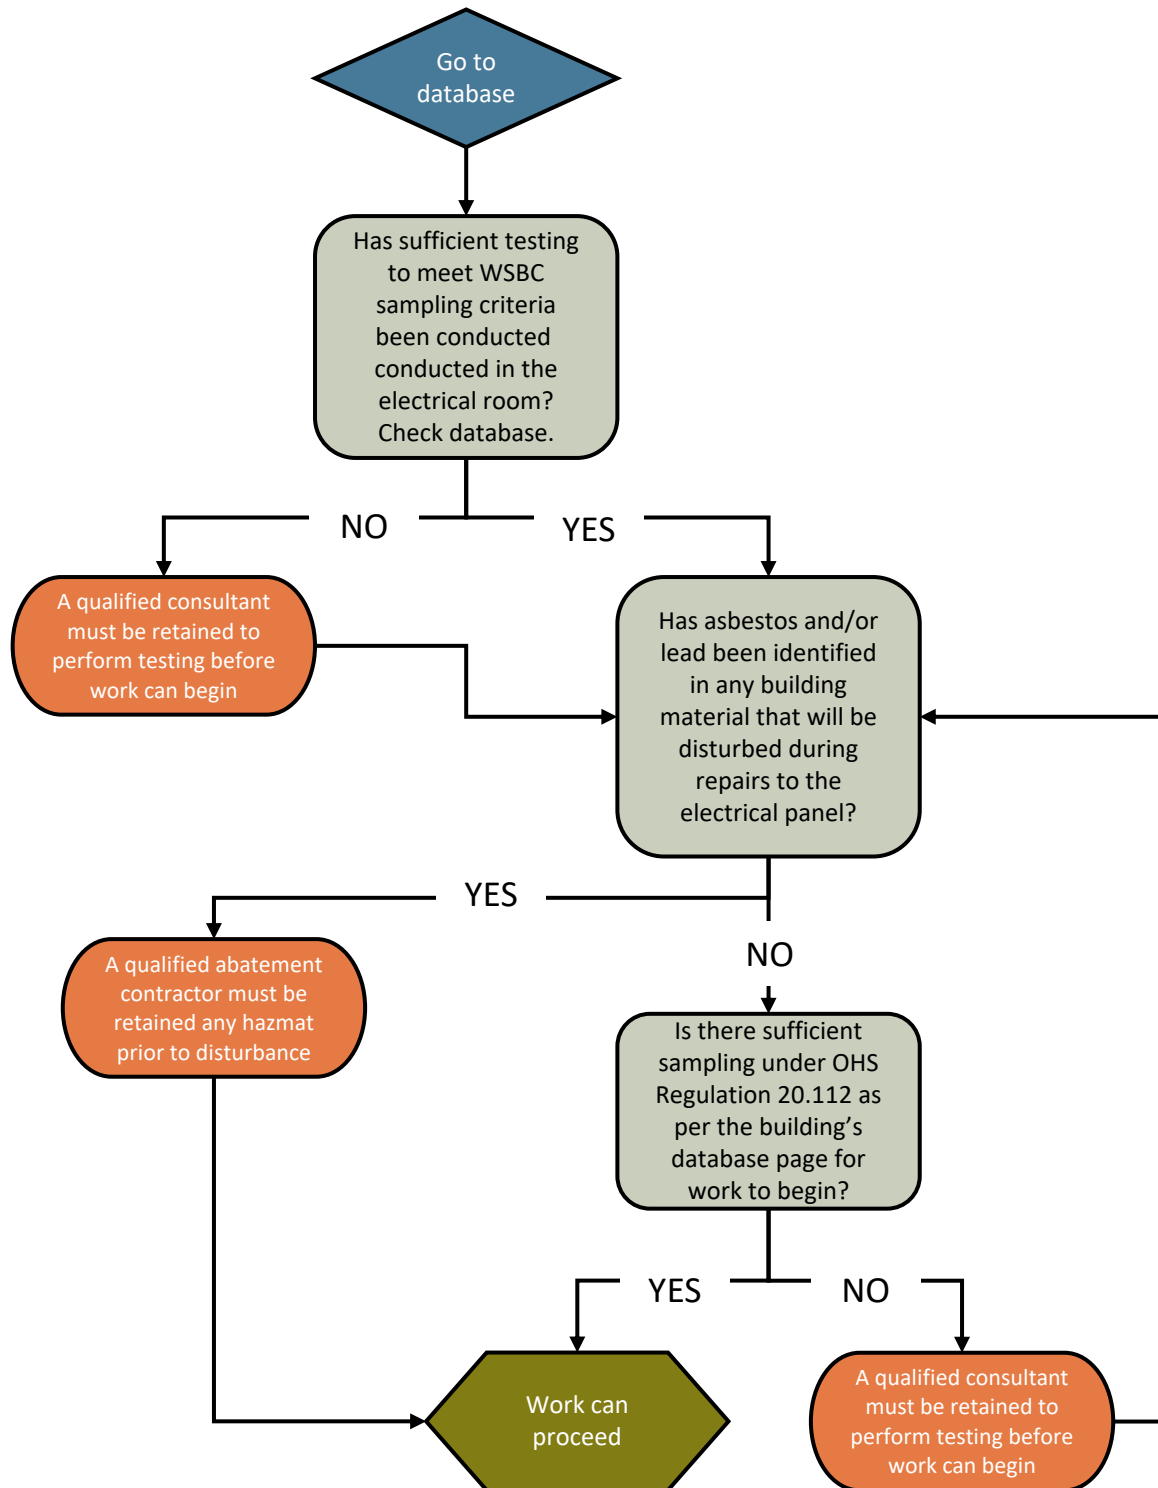 Go to
database
Has sufficient testing
to meet WSBC
sampling criteria
been conducted
conducted in the
electrical room?
Check database.
NO
YES
A qualified consultant
must be retained to
perform testing before
work can begin
Has asbestos and/or
lead been identified
in any building
material that will be
disturbed during
repairs to the
electrical panel?
YES
NO
A qualified abatement
contractor must be
retained any hazmat
prior to disturbance
Is there sufficient
sampling under OHS
Regulation 20.112 as
per the building’s
database page for
work to begin?
YES
NO
Work can
proceed
A qualified consultant
must be retained to
perform testing before
work can begin